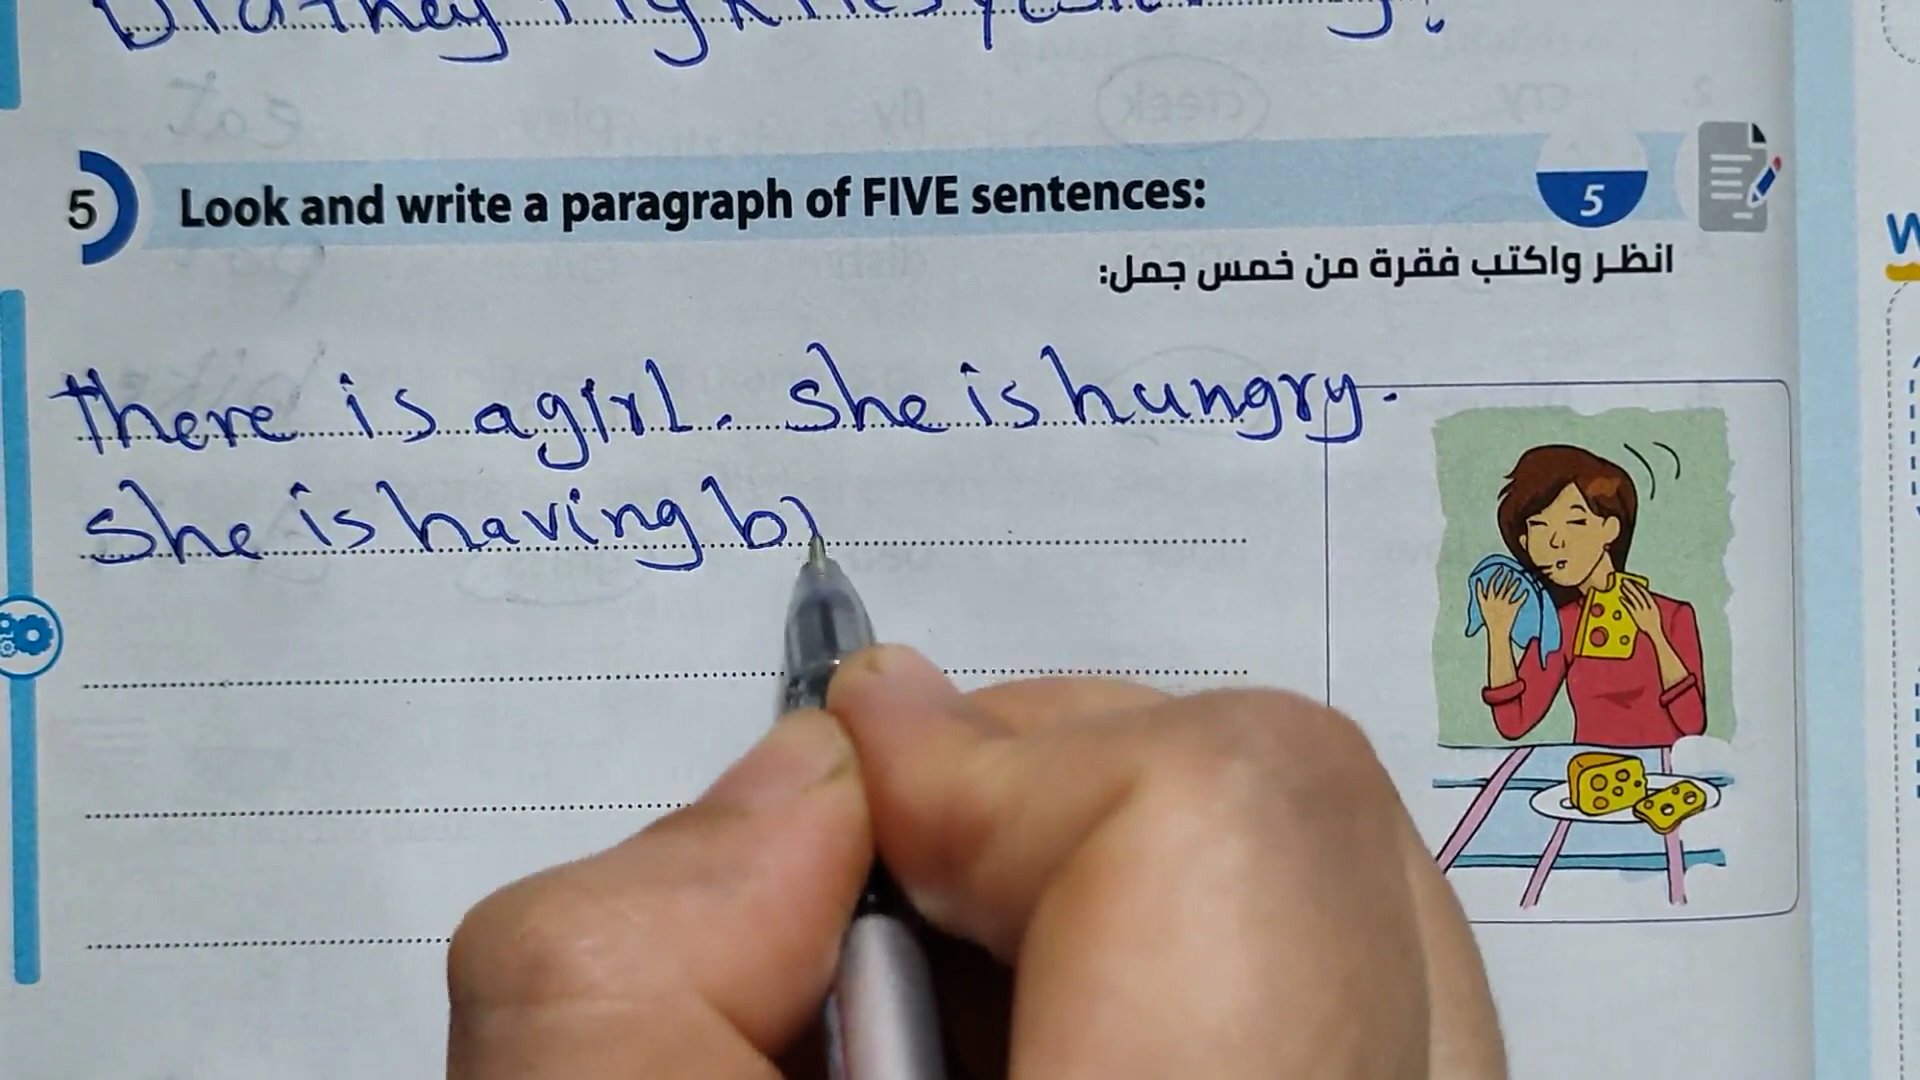 5 Look and write a paragraph of FIVE sentences: 5
انظر واكتب فقرة من خمس جمل:
There is a girl. She is hungry.
She is having